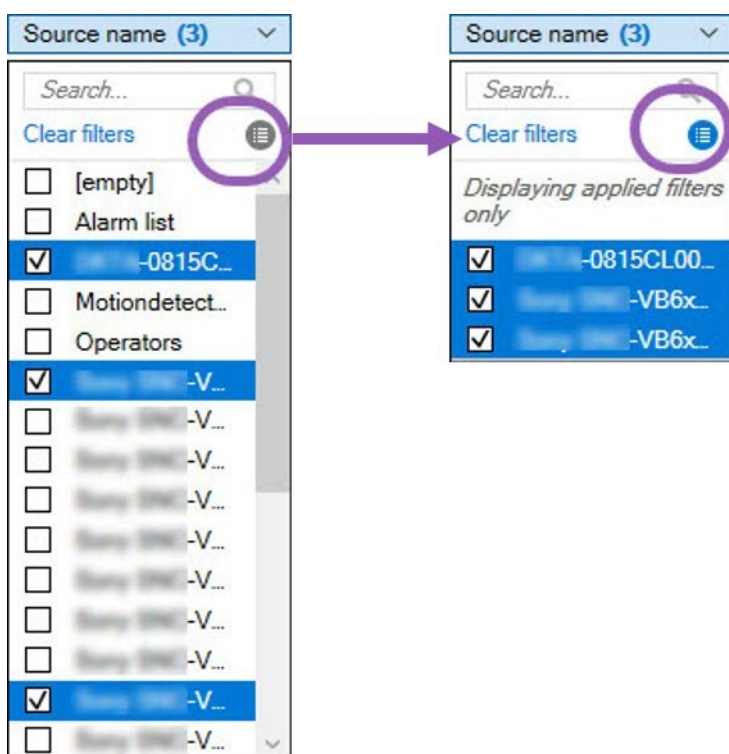 Source name (3)
Search...
Clear filters
[empty]
Alarm list
-0815C...
Motiondetect...
Operators
-V...
-V...
-V...
-V...
-V...
-V...
-V...
-V...
-V...
-V...
Source name (3)
Search...
Clear filters
Displaying applied filters
only
-0815CL00...
-VB6x...
-VB6x...